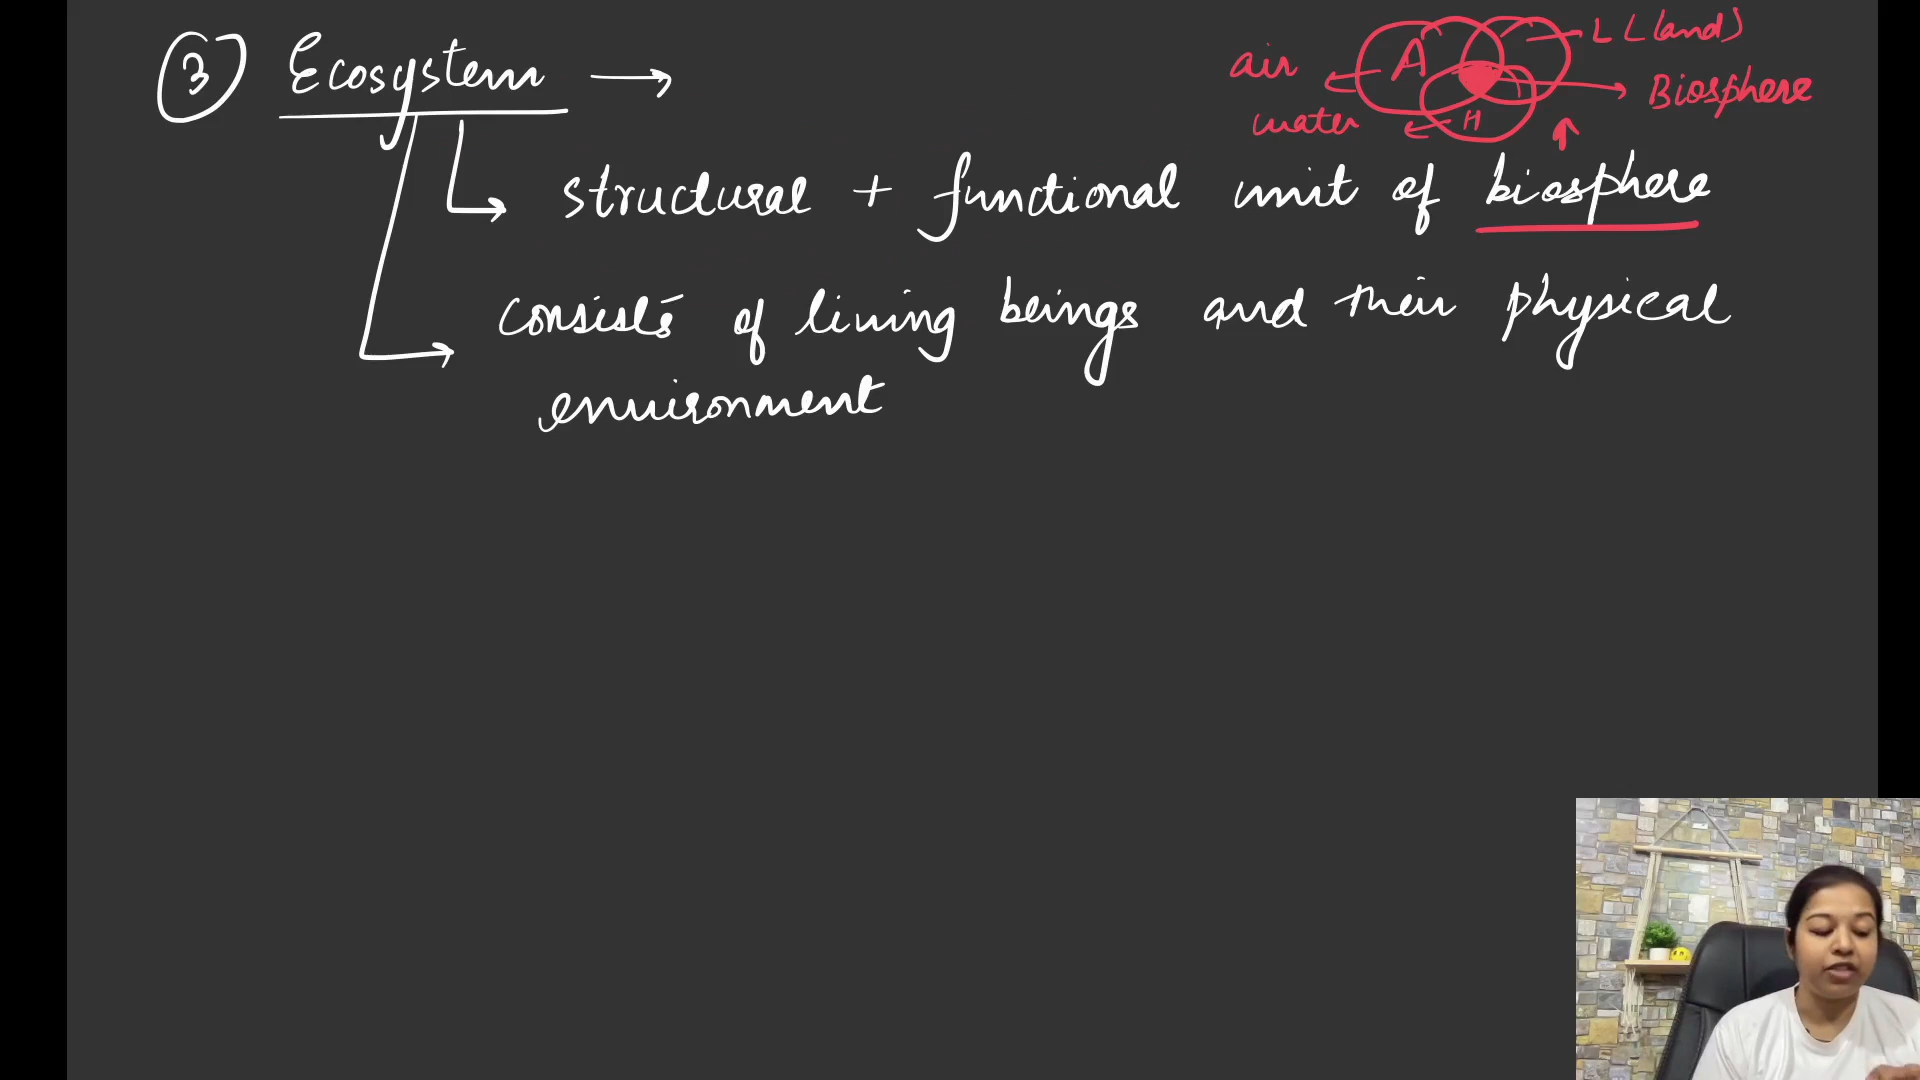 3 Ecosystem →
air A L (land)
Biosphere
water H
structural + functional unit of biosphere
consists of living beings and their physical
environment